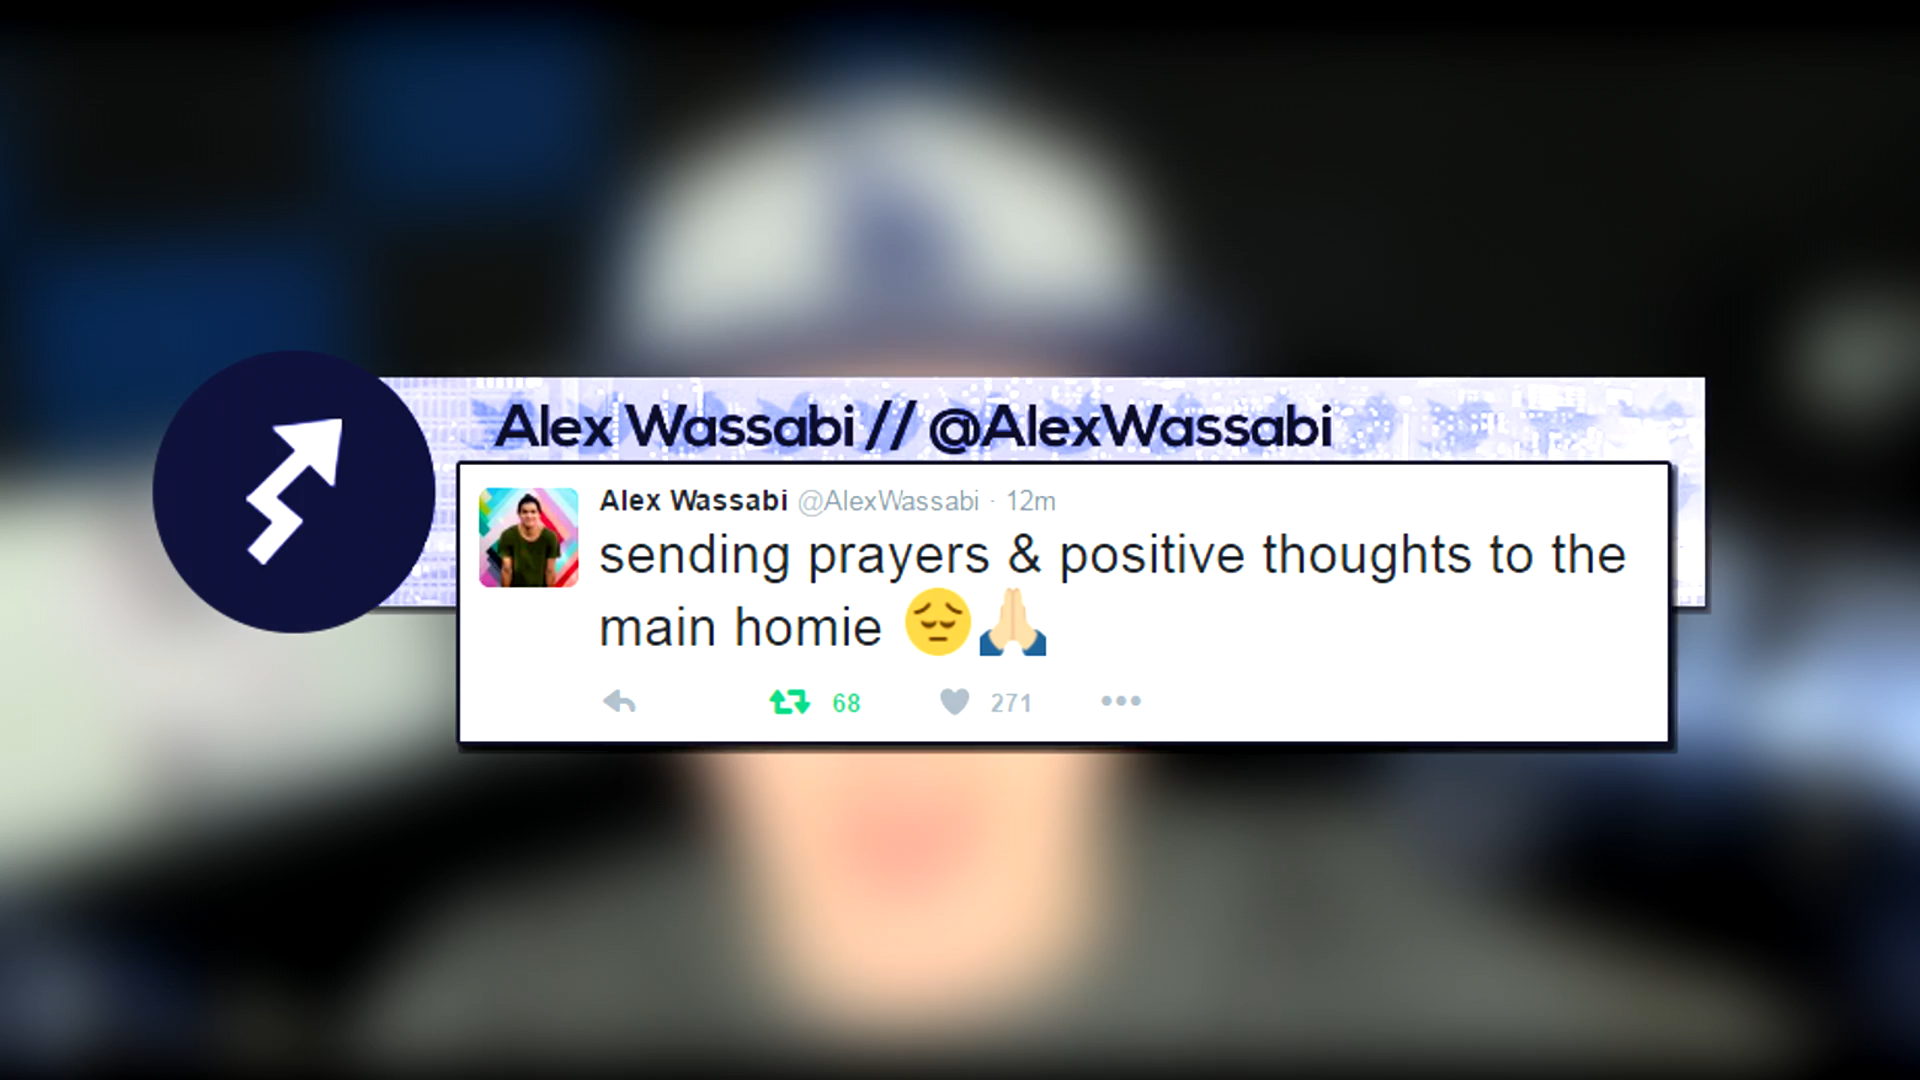 Alex Wassabi // @AlexWassabi
Alex Wassabi @AlexWassabi · 12m
sending prayers & positive thoughts to the
main homie 😔🙏🏻
68 271